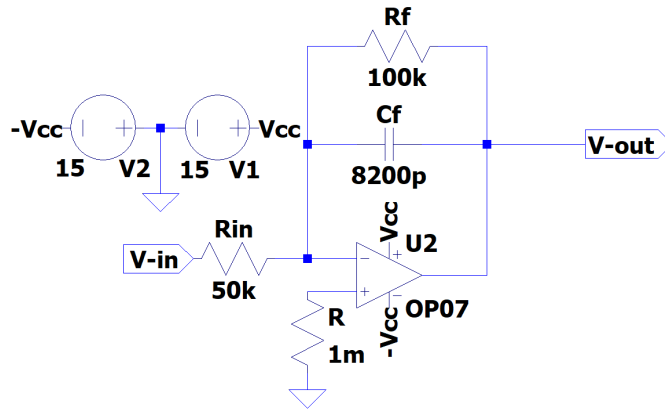 Rf
100k
Cf
8200p
-Vcc
Vcc
15
V2
15
V1
V-out
V-in
Rin
50k
Vcc
U2
-Vcc
OP07
R
1m